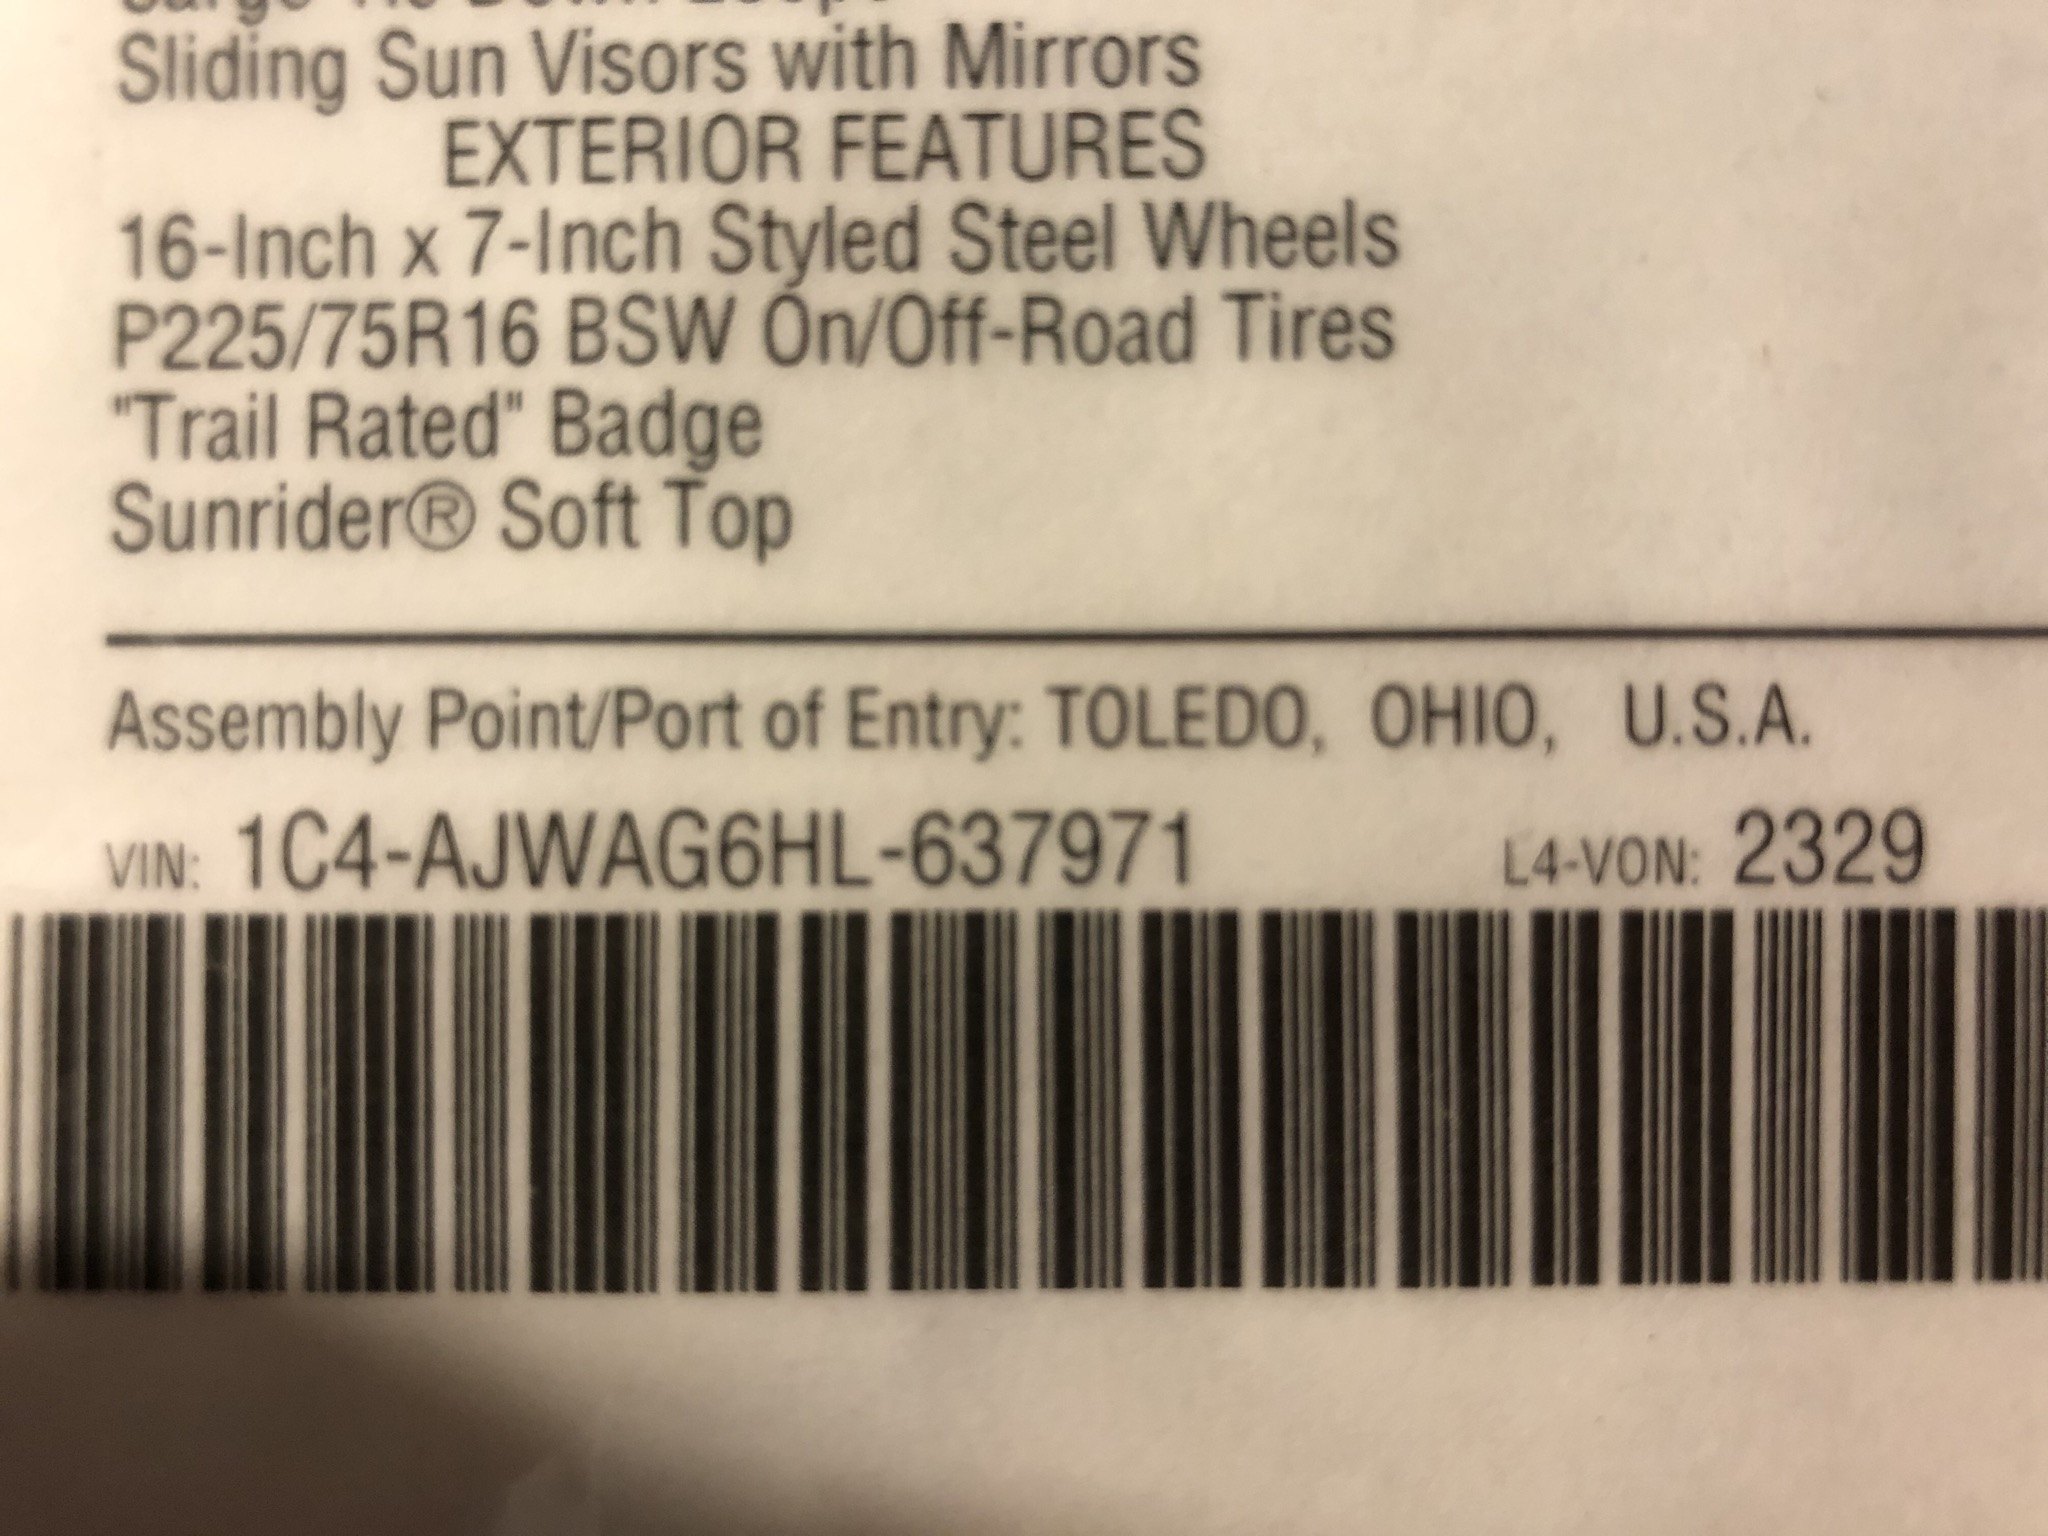 Sliding Sun Visors with Mirrors
EXTERIOR FEATURES
16-Inch x 7-Inch Styled Steel Wheels
P225/75R16 BSW On/Off-Road Tires
"Trail Rated" Badge
Sunrider® Soft Top
Assembly Point/Port of Entry: TOLEDO, OHIO, U.S.A.
VIN: 1C4-AJWAG6HL-637971 L4-VON: 2329